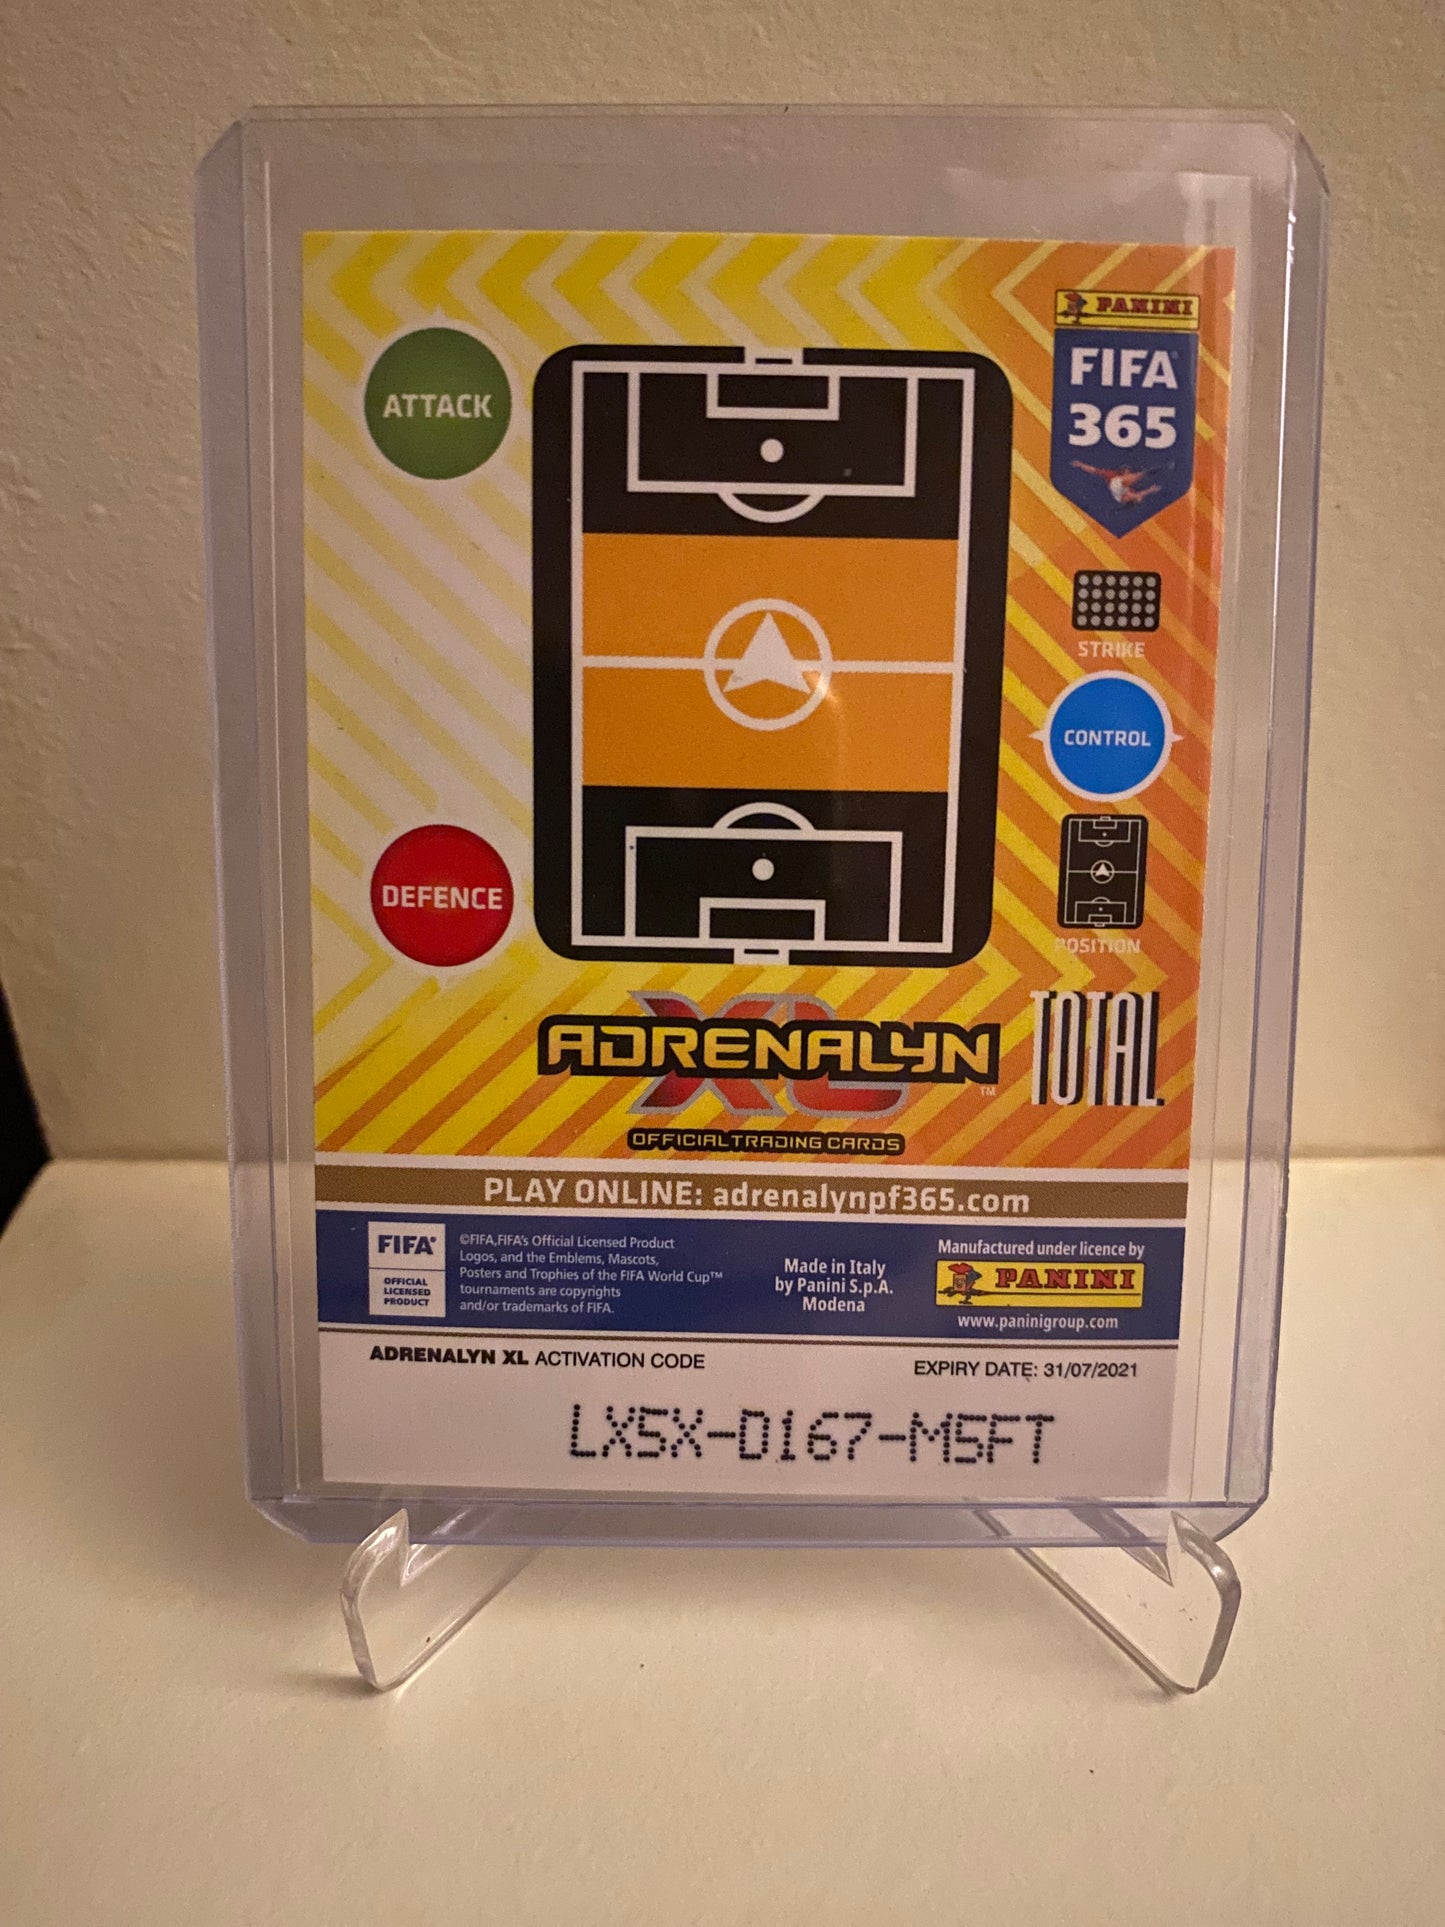 PANINI
FIFA
365
ATTACK
STRIKE
CONTROL
DEFENCE
POSITION
ADRENALYN
XL
™
TOTAL
OFFICIAL TRADING CARDS
PLAY ONLINE: adrenalynpf365.com
FIFA®
OFFICIAL
LICENSED
PRODUCT
©FIFA,FIFA's Official Licensed Product
Logos, and the Emblems, Mascots,
Posters and Trophies of the FIFA World Cup™
tournaments are copyrights
and/or trademarks of FIFA.
Made in Italy
by Panini S.p.A.
Modena
Manufactured under licence by
PANINI
www.paninigroup.com
ADRENALYN XL ACTIVATION CODE
EXPIRY DATE: 31/07/2021
LX5X-D167-M5FT